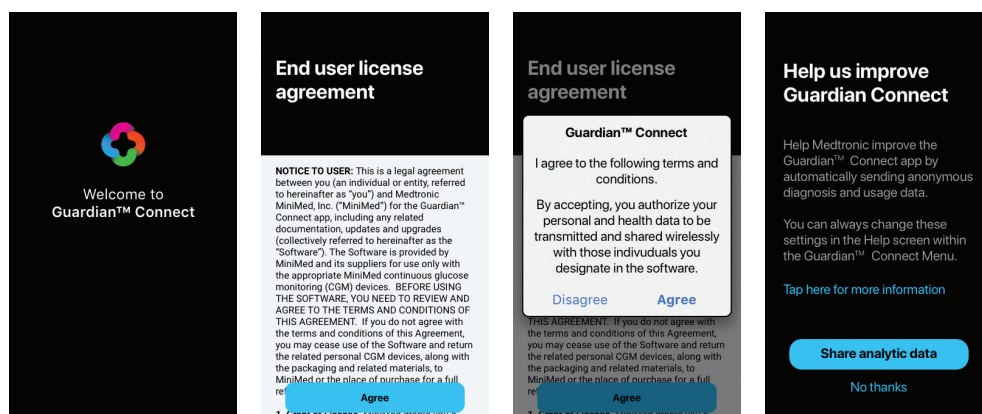 Welcome to
Guardian™ Connect
End user license
agreement
NOTICE TO USER: This is a legal agreement
between you (an individual or entity, referred
to hereinafter as “you”) and Medtronic
MiniMed, Inc. (“MiniMed”) for the Guardian™
Connect app, including any related
documentation, updates and upgrades
(collectively referred to hereinafter as the
“Software”). The Software is provided by
MiniMed and its suppliers for use only with
the appropriate MiniMed continuous glucose
monitoring (CGM) devices. BEFORE USING
THE SOFTWARE, YOU NEED TO REVIEW AND
AGREE TO THE TERMS AND CONDITIONS OF
THIS AGREEMENT. If you do not agree with
the terms and conditions of this Agreement,
you may cease use of the Software and return
the related personal CGM devices, along with
the packaging and related materials, to
MiniMed or the place of purchase for a full
Agree
End user license
agreement
Guardian™ Connect
I agree to the following terms and
conditions.
By accepting, you authorize your
personal and health data to be
transmitted and shared wirelessly
with those indivuduals you
designate in the software.
Disagree Agree
THIS AGREEMENT. If you do not agree with
the terms and conditions of this Agreement,
you may cease use of the Software and return
the related personal CGM devices, along with
the packaging and related materials, to
MiniMed or the place of purchase for a full
Agree
Help us improve
Guardian Connect
Help Medtronic improve the
Guardian™ Connect app by
automatically sending anonymous
diagnosis and usage data.
You can always change these
settings in the Help screen within
the Guardian™ Connect Menu.
Tap here for more information
Share analytic data
No thanks